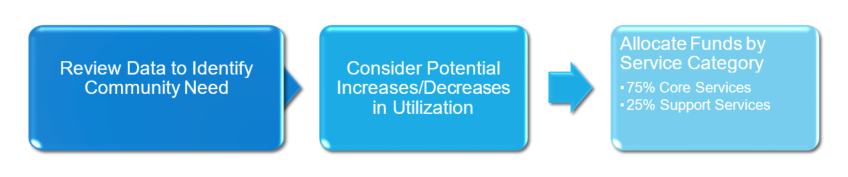 Review Data to Identify
Community Need
Consider Potential
Increases/Decreases
in Utilization
Allocate Funds by
Service Category
•75% Core Services
•25% Support Services